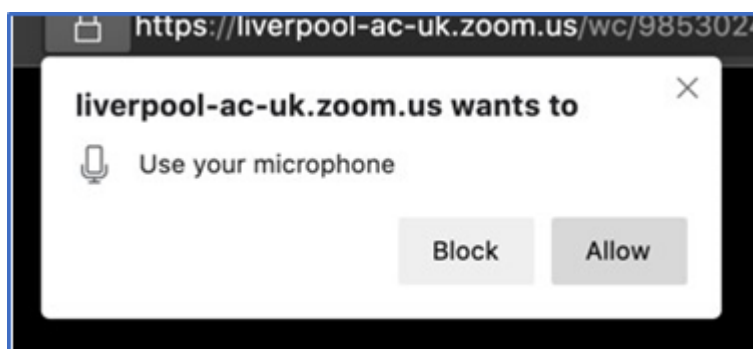 https://liverpool-ac-uk.zoom.us/wc/9853024
liverpool-ac-uk.zoom.us wants to
Use your microphone
Block Allow